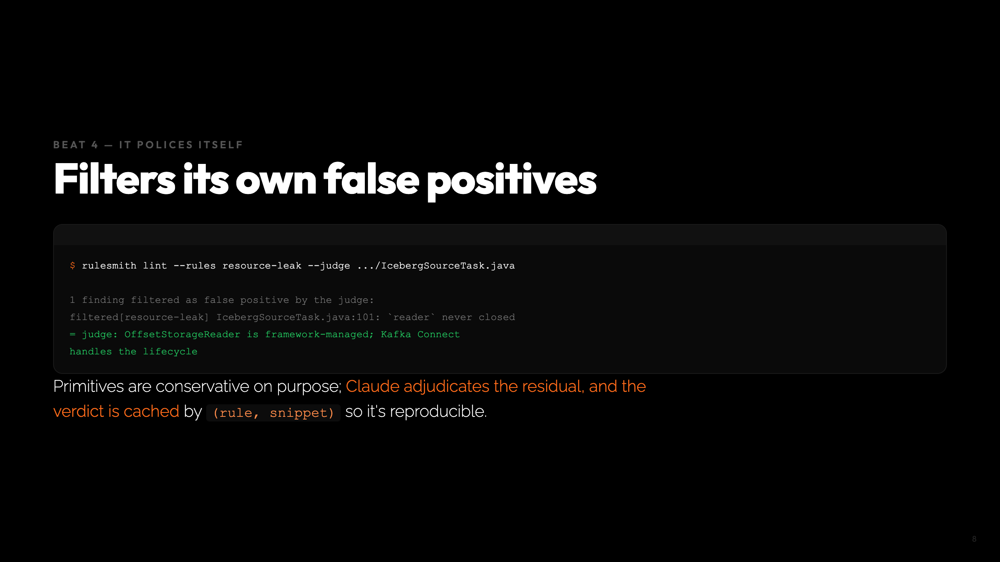 BEAT 4 — IT POLICES ITSELF
Filters its own false positives
$ rulesmith lint --rules resource-leak --judge .../IcebergSourceTask.java
1 finding filtered as false positive by the judge:
filtered[resource-leak] IcebergSourceTask.java:101: `reader` never closed
= judge: OffsetStorageReader is framework-managed; Kafka Connect
handles the lifecycle
Primitives are conservative on purpose; Claude adjudicates the residual, and the
verdict is cached by (rule, snippet) so it's reproducible.
8